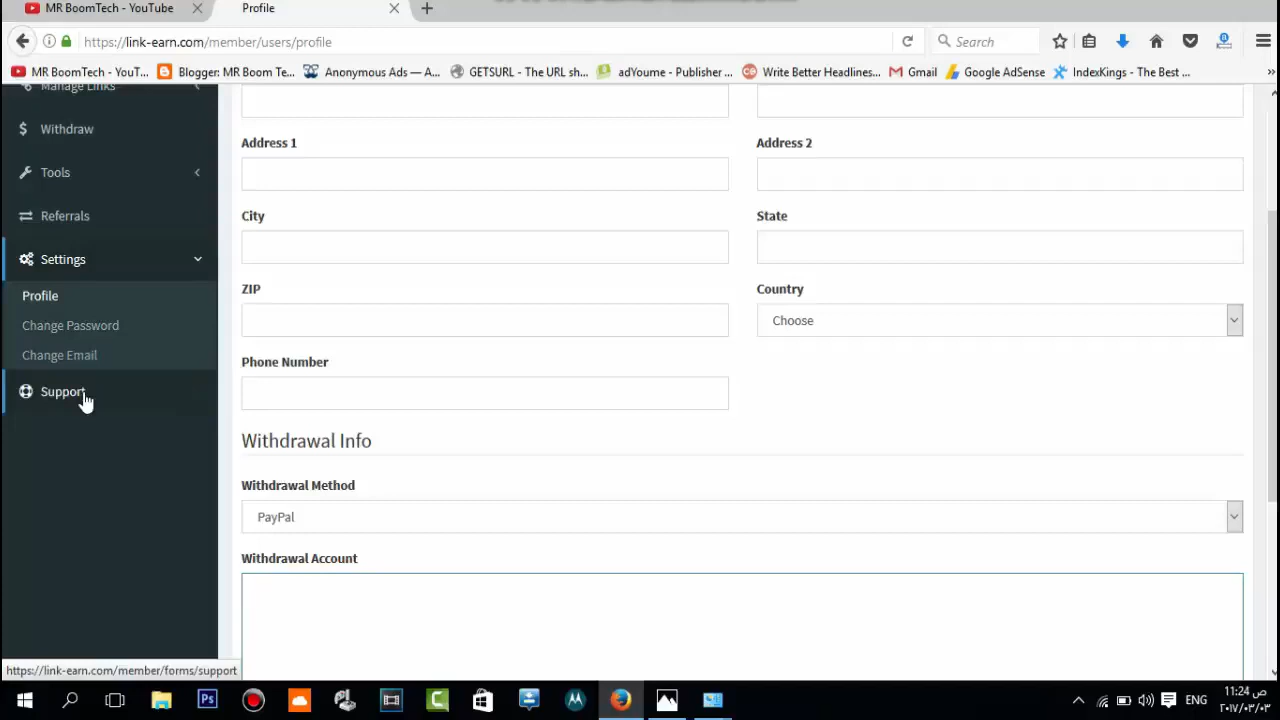 MR BoomTech - YouTube
Profile
https://link-earn.com/member/users/profile
Search
MR BoomTech - YouT...
Blogger: MR Boom Te...
Anonymous Ads — A...
GETSURL - The URL sh...
adYoume - Publisher ...
Write Better Headlines...
Gmail
Google AdSense
IndexKings - The Best ...
Manage Links
Withdraw
Tools
Referrals
Settings
Profile
Change Password
Change Email
Support
Address 1
Address 2
City
State
ZIP
Country
Choose
Phone Number
Withdrawal Info
Withdrawal Method
PayPal
Withdrawal Account
https://link-earn.com/member/forms/support
ENG
11:24 ص
٢٠١٧/٠٣/٠٣